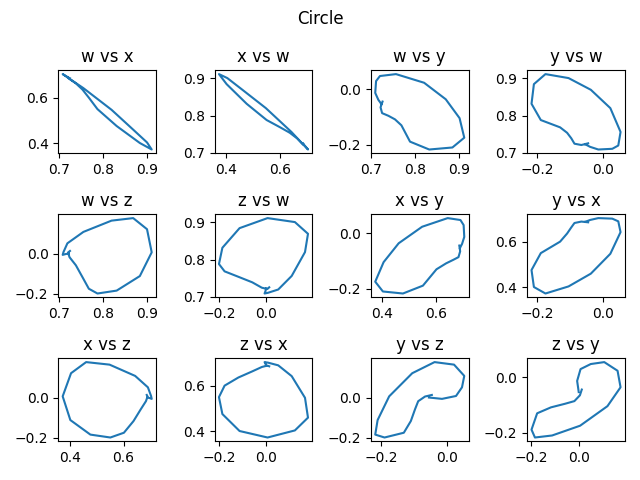 Circle
w vs x
x vs w
w vs y
y vs w
0.6
0.4
0.7 0.8 0.9
0.9
0.8
0.7
0.4 0.6
0.0
−0.2
0.7 0.8 0.9
0.9
0.8
0.7
−0.2 0.0
w vs z
z vs w
x vs y
y vs x
0.0
−0.2
0.7 0.8 0.9
0.9
0.8
0.7
−0.2 0.0
0.0
−0.2
0.4 0.6
0.6
0.4
−0.2 0.0
x vs z
z vs x
y vs z
z vs y
0.0
−0.2
0.4 0.6
0.6
0.4
−0.2 0.0
0.0
−0.2
−0.2 0.0
0.0
−0.2
−0.2 0.0